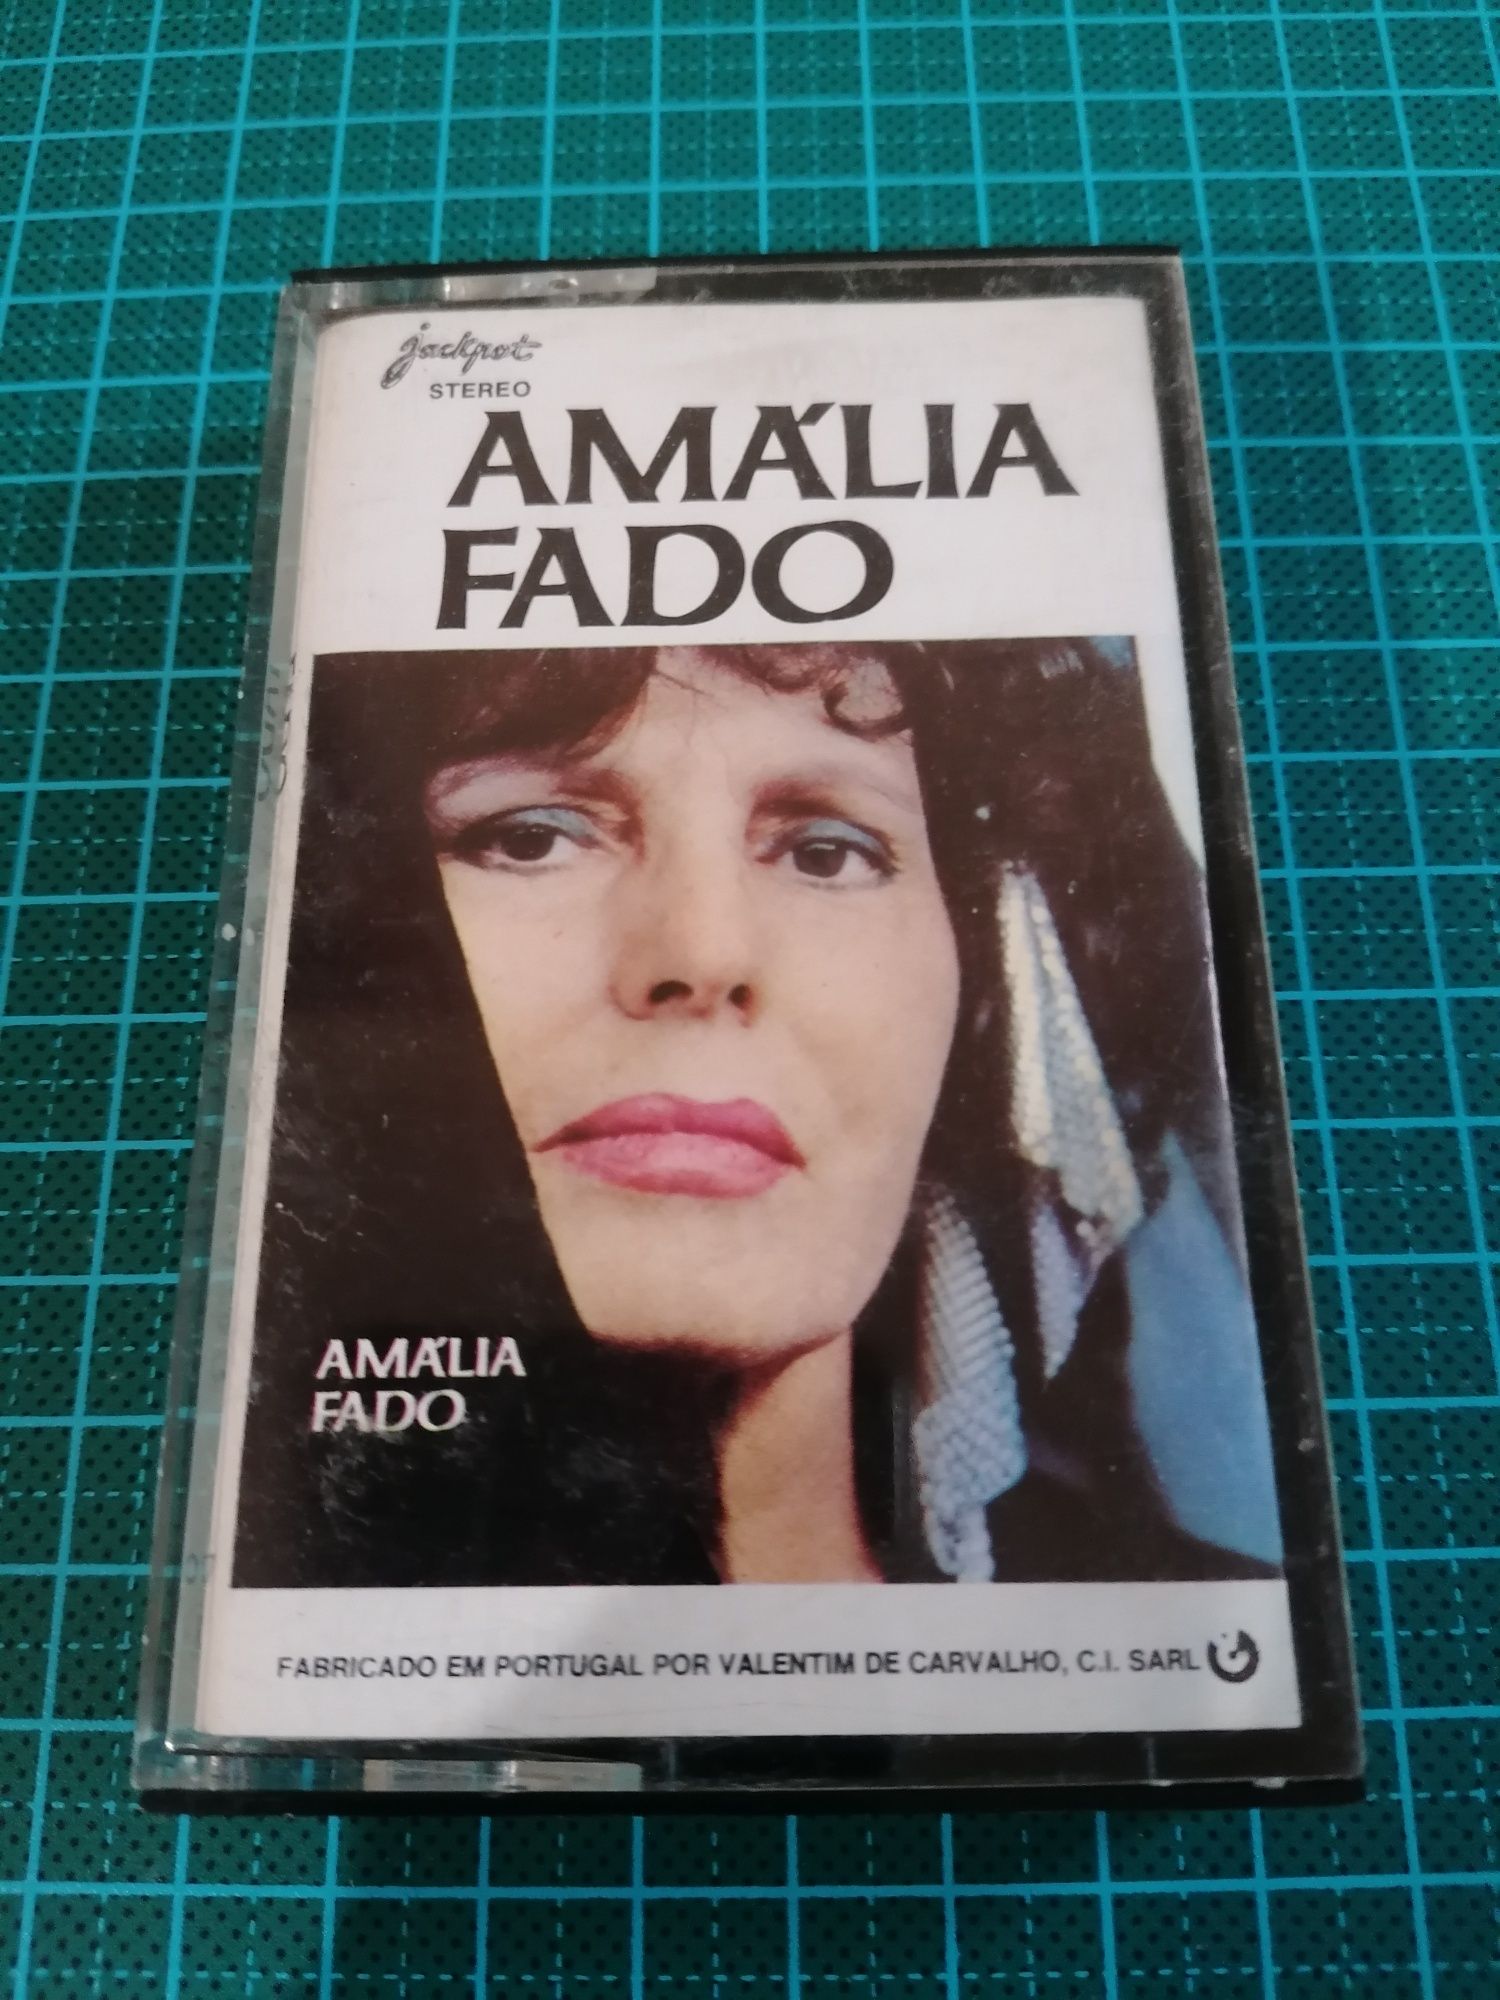 jackpot
STEREO
AMÁLIA
FADO
AMÁLIA
FADO
FABRICADO EM PORTUGAL POR VALENTIM DE CARVALHO, C.I. SARL